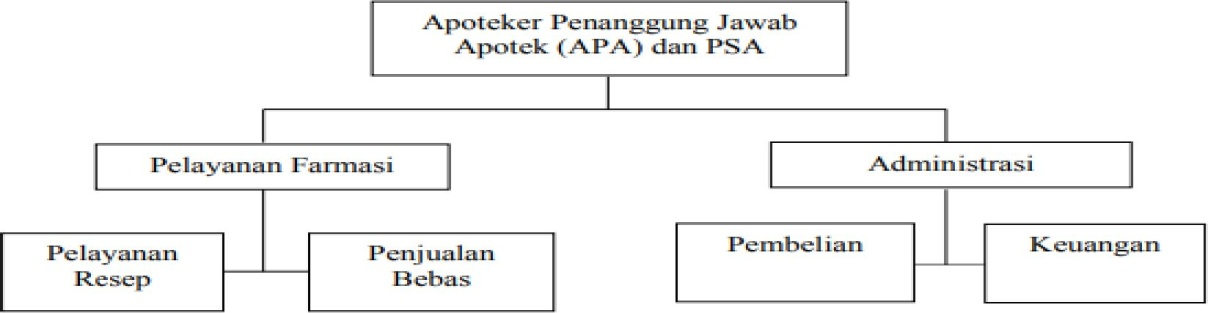 Apoteker Penanggung Jawab
Apotek (APA) dan PSA
Pelayanan Farmasi
Administrasi
Pelayanan
Resep
Penjualan
Bebas
Pembelian
Keuangan